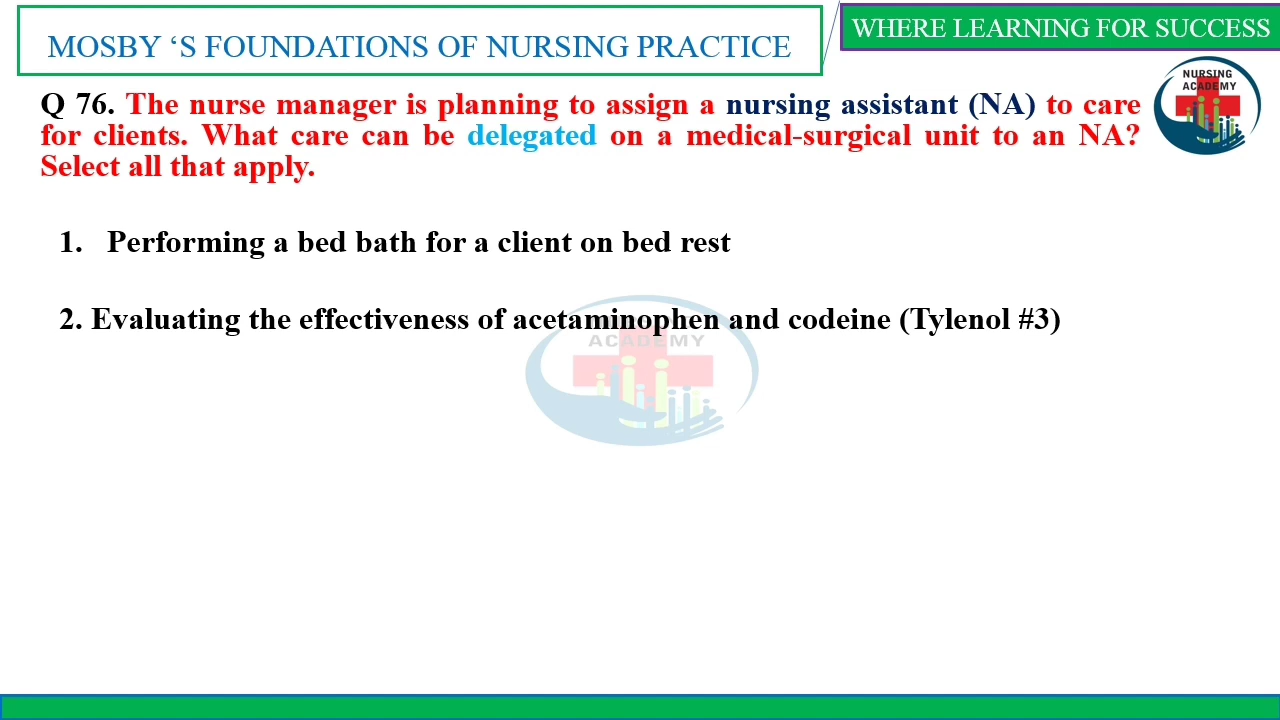 MOSBY ‘S FOUNDATIONS OF NURSING PRACTICE
WHERE LEARNING FOR SUCCESS
NURSING
ACADEMY
Q 76. The nurse manager is planning to assign a nursing assistant (NA) to care
for clients. What care can be delegated on a medical-surgical unit to an NA?
Select all that apply.
1. Performing a bed bath for a client on bed rest
2. Evaluating the effectiveness of acetaminophen and codeine (Tylenol #3)
ACADEMY